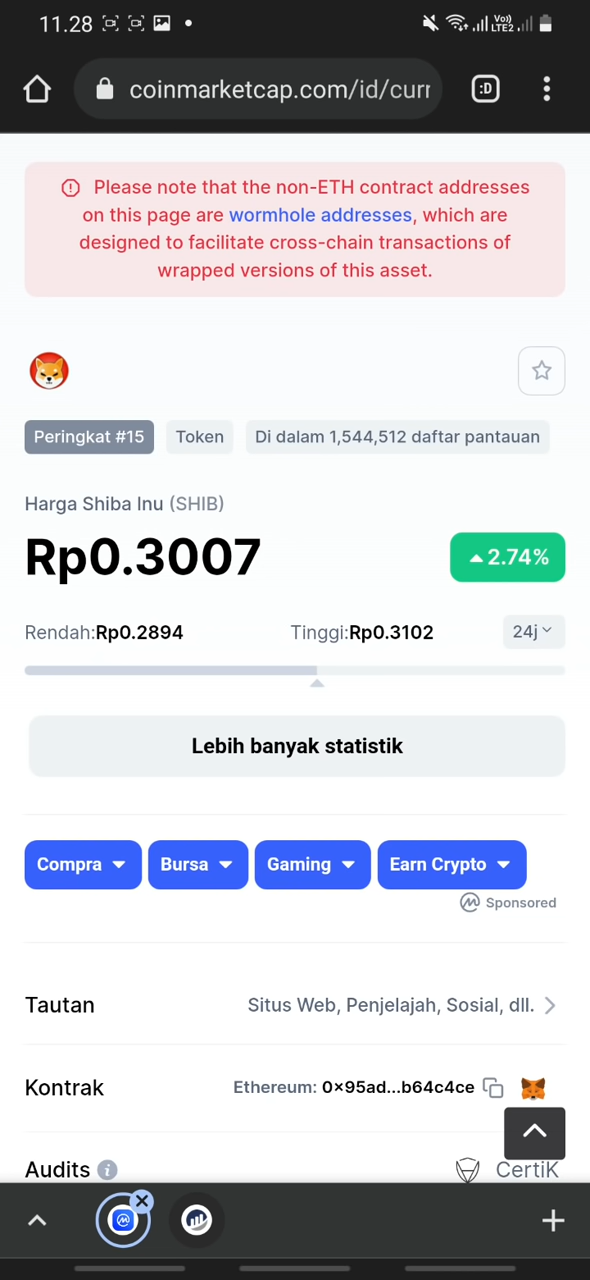 11.28
Vo))
LTE2
:D
coinmarketcap.com/id/curr
Please note that the non-ETH contract addresses
on this page are wormhole addresses, which are
designed to facilitate cross-chain transactions of
wrapped versions of this asset.
Peringkat #15 Token Di dalam 1,544,512 daftar pantauan
Harga Shiba Inu (SHIB)
Rp0.3007 2.74%
Rendah:Rp0.2894 Tinggi:Rp0.3102 24j
Lebih banyak statistik
Compra Bursa Gaming Earn Crypto
Sponsored
Tautan Situs Web, Penjelajah, Sosial, dll.
Kontrak Ethereum: 0×95ad...b64c4ce
Audits CertiK